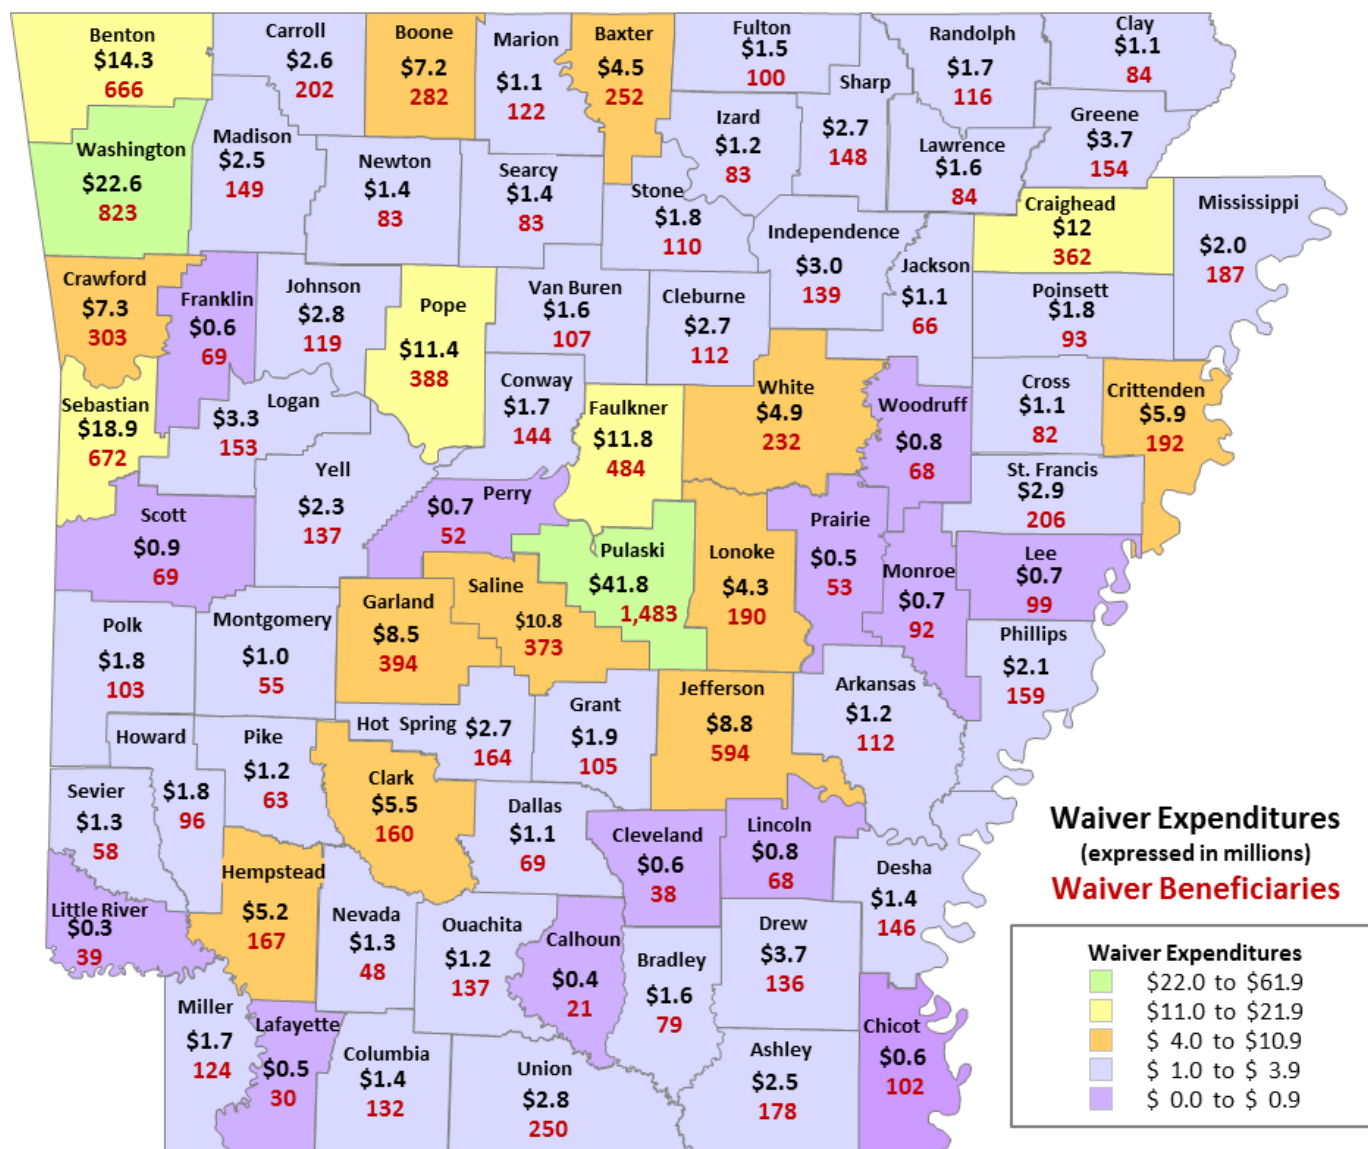 Benton
$14.3
666
Carroll
$2.6
202
Boone
$7.2
282
Marion
$1.1
122
Baxter
$4.5
252
Fulton
$1.5
100
Sharp
$2.7
148
Randolph
$1.7
116
Clay
$1.1
84
Washington
$22.6
823
Madison
$2.5
149
Newton
$1.4
83
Searcy
$1.4
83
Stone
$1.8
110
Izard
$1.2
83
Lawrence
$1.6
84
Greene
$3.7
154
Craighead
$12
362
Mississippi
$2.0
187
Independence
$3.0
139
Jackson
$1.1
66
Poinsett
$1.8
93
Crawford
$7.3
303
Franklin
$0.6
69
Johnson
$2.8
119
Pope
$11.4
388
Van Buren
$1.6
107
Cleburne
$2.7
112
Sebastian
$18.9
672
Logan
$3.3
153
Conway
$1.7
144
Faulkner
$11.8
484
White
$4.9
232
Woodruff
$0.8
68
Cross
$1.1
82
Crittenden
$5.9
192
Yell
$2.3
137
Perry
$0.7
52
St. Francis
$2.9
206
Scott
$0.9
69
Pulaski
$41.8
1,483
Lonoke
$4.3
190
Prairie
$0.5
53
Monroe
$0.7
92
Lee
$0.7
99
Polk
$1.8
103
Montgomery
$1.0
55
Garland
$8.5
394
Saline
$10.8
373
Phillips
$2.1
159
Howard
$1.8
96
Pike
$1.2
63
Hot Spring
$2.7
164
Grant
$1.9
105
Jefferson
$8.8
594
Arkansas
$1.2
112
Sevier
$1.3
58
Clark
$5.5
160
Dallas
$1.1
69
Cleveland
$0.6
38
Lincoln
$0.8
68
Desha
$1.4
146
Little River
$0.3
39
Hempstead
$5.2
167
Nevada
$1.3
48
Ouachita
$1.2
137
Calhoun
$0.4
21
Bradley
$1.6
79
Drew
$3.7
136
Miller
$1.7
124
Lafayette
$0.5
30
Columbia
$1.4
132
Union
$2.8
250
Ashley
$2.5
178
Chicot
$0.6
102
Waiver Expenditures
(expressed in millions)
Waiver Beneficiaries
Waiver Expenditures
$22.0 to $61.9
$11.0 to $21.9
$ 4.0 to $10.9
$ 1.0 to $ 3.9
$ 0.0 to $ 0.9